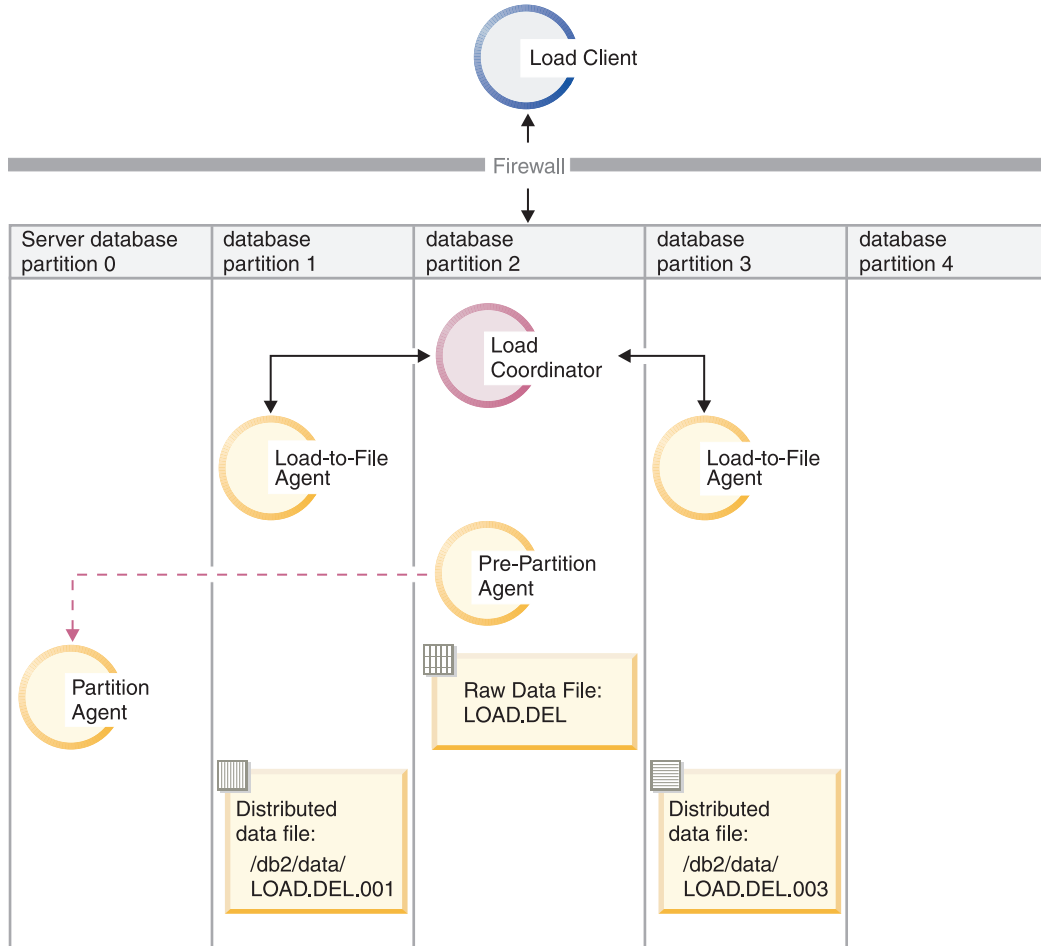 Load Client
Firewall
Server database
partition 0
database
partition 1
database
partition 2
database
partition 3
database
partition 4
Load
Coordinator
Load-to-File
Agent
Load-to-File
Agent
Pre-Partition
Agent
Partition
Agent
Raw Data File:
LOAD.DEL
Distributed
data file:
/db2/data/
LOAD.DEL.001
Distributed
data file:
/db2/data/
LOAD.DEL.003